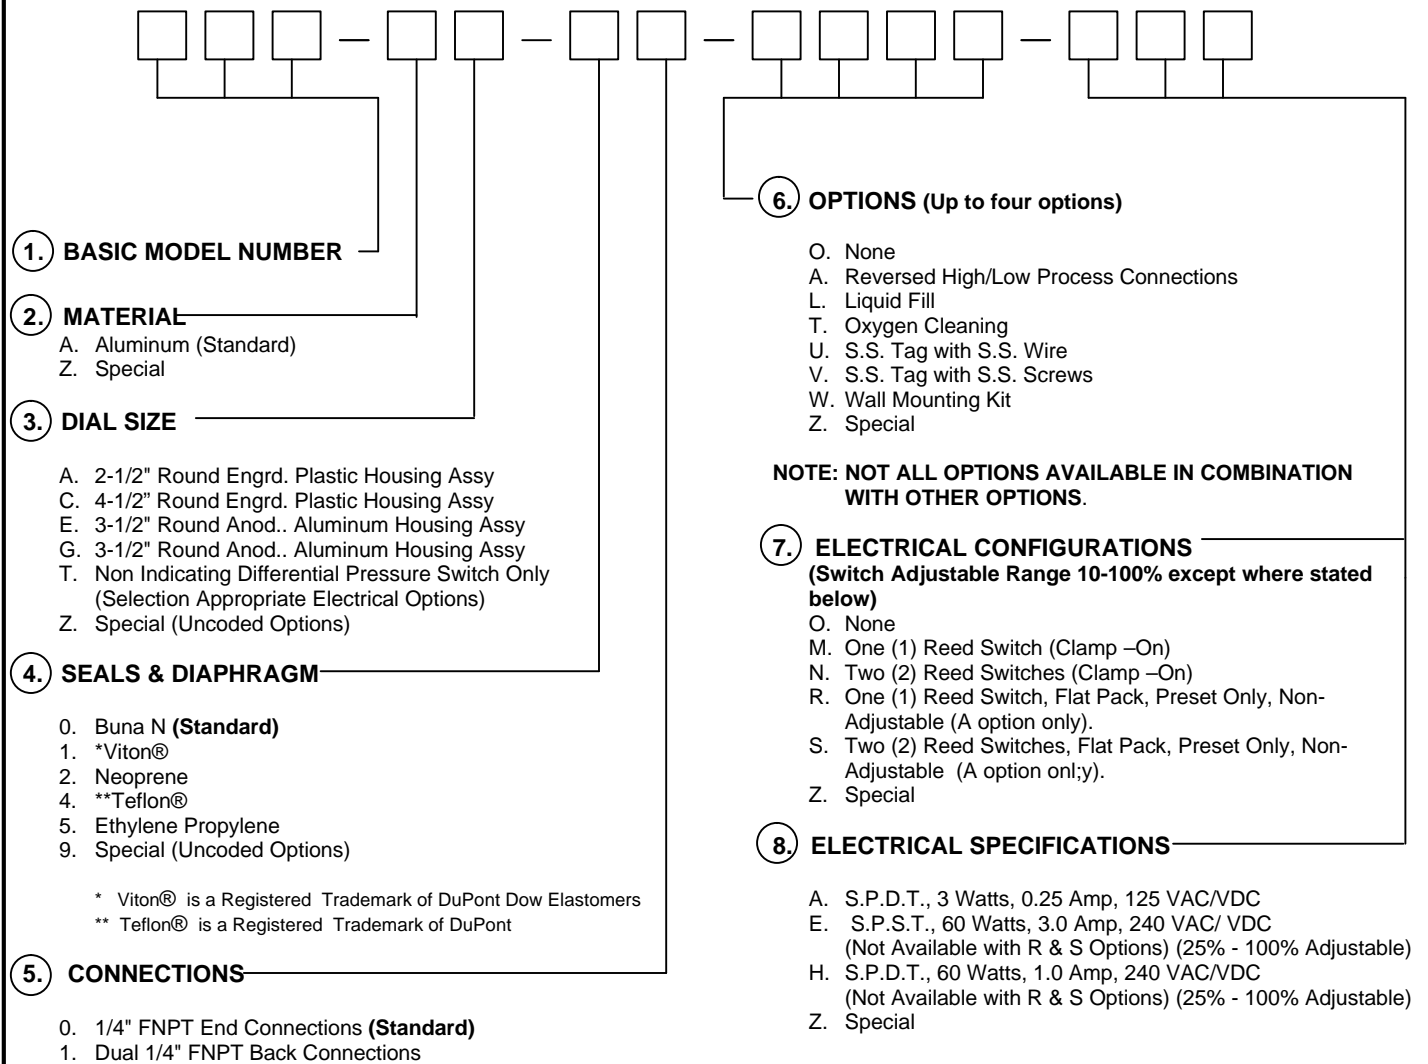 1. BASIC MODEL NUMBER
2. MATERIAL
A. Aluminum (Standard)
Z. Special
3. DIAL SIZE
A. 2-1/2" Round Engrd. Plastic Housing Assy
C. 4-1/2” Round Engrd. Plastic Housing Assy
E. 3-1/2" Round Anod.. Aluminum Housing Assy
G. 3-1/2" Round Anod.. Aluminum Housing Assy
T. Non Indicating Differential Pressure Switch Only
(Selection Appropriate Electrical Options)
Z. Special (Uncoded Options)
4. SEALS & DIAPHRAGM
0. Buna N (Standard)
1. *Viton®
2. Neoprene
4. **Teflon®
5. Ethylene Propylene
9. Special (Uncoded Options)
* Viton® is a Registered Trademark of DuPont Dow Elastomers
** Teflon® is a Registered Trademark of DuPont
5. CONNECTIONS
0. 1/4" FNPT End Connections (Standard)
1. Dual 1/4" FNPT Back Connections
6. OPTIONS (Up to four options)
O. None
A. Reversed High/Low Process Connections
L. Liquid Fill
T. Oxygen Cleaning
U. S.S. Tag with S.S. Wire
V. S.S. Tag with S.S. Screws
W. Wall Mounting Kit
Z. Special
NOTE: NOT ALL OPTIONS AVAILABLE IN COMBINATION
WITH OTHER OPTIONS.
7. ELECTRICAL CONFIGURATIONS
(Switch Adjustable Range 10-100% except where stated
below)
O. None
M. One (1) Reed Switch (Clamp –On)
N. Two (2) Reed Switches (Clamp –On)
R. One (1) Reed Switch, Flat Pack, Preset Only, Non-
Adjustable (A option only).
S. Two (2) Reed Switches, Flat Pack, Preset Only, Non-
Adjustable (A option onl;y).
Z. Special
8. ELECTRICAL SPECIFICATIONS
A. S.P.D.T., 3 Watts, 0.25 Amp, 125 VAC/VDC
E. S.P.S.T., 60 Watts, 3.0 Amp, 240 VAC/ VDC
(Not Available with R & S Options) (25% - 100% Adjustable)
H. S.P.D.T., 60 Watts, 1.0 Amp, 240 VAC/VDC
(Not Available with R & S Options) (25% - 100% Adjustable)
Z. Special